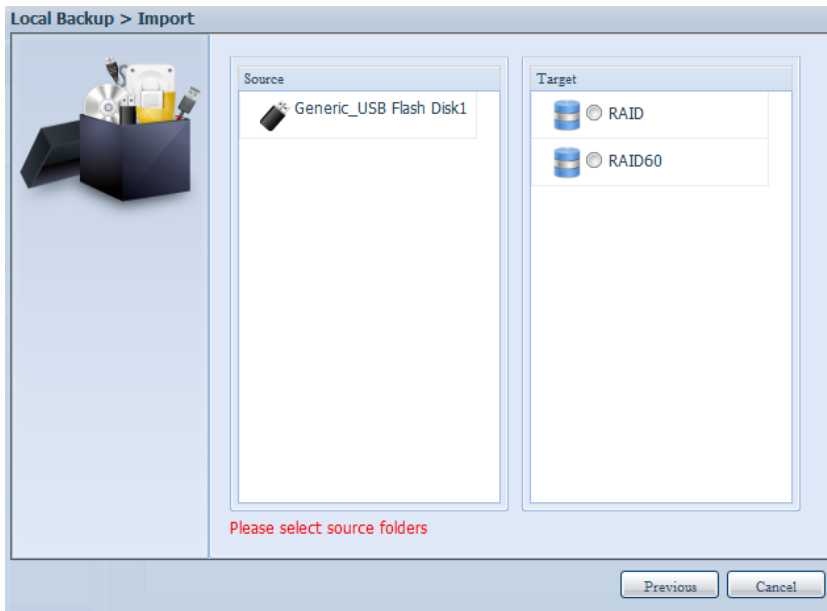 Local Backup > Import
Source
Generic_USB Flash Disk1
Target
RAID
RAID60
Please select source folders
Previous
Cancel